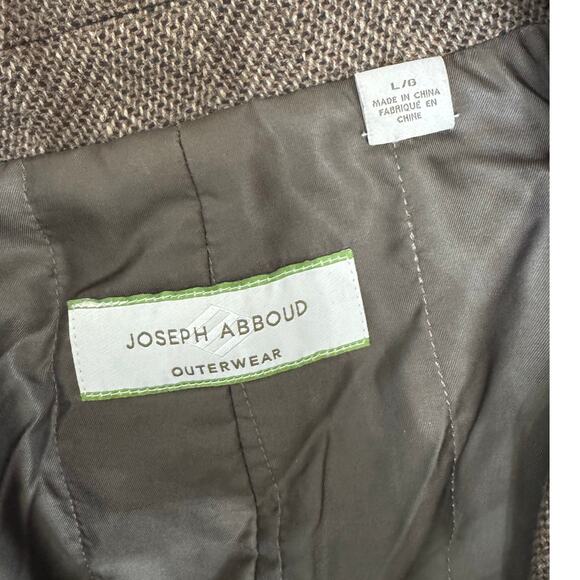 L/G
MADE IN CHINA
FABRIQUÉ EN
CHINE
JOSEPH ABBOUD
OUTERWEAR